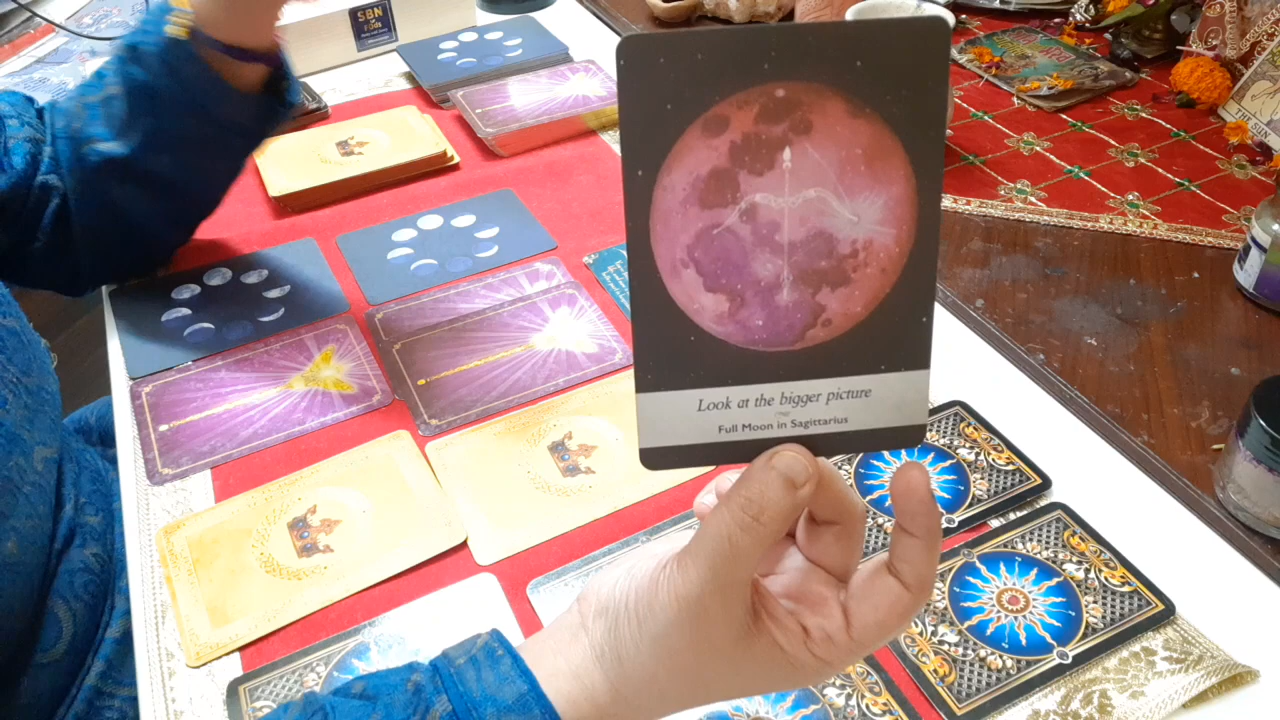 SBN
Look at the bigger picture
Full Moon in Sagittarius
THE SUN